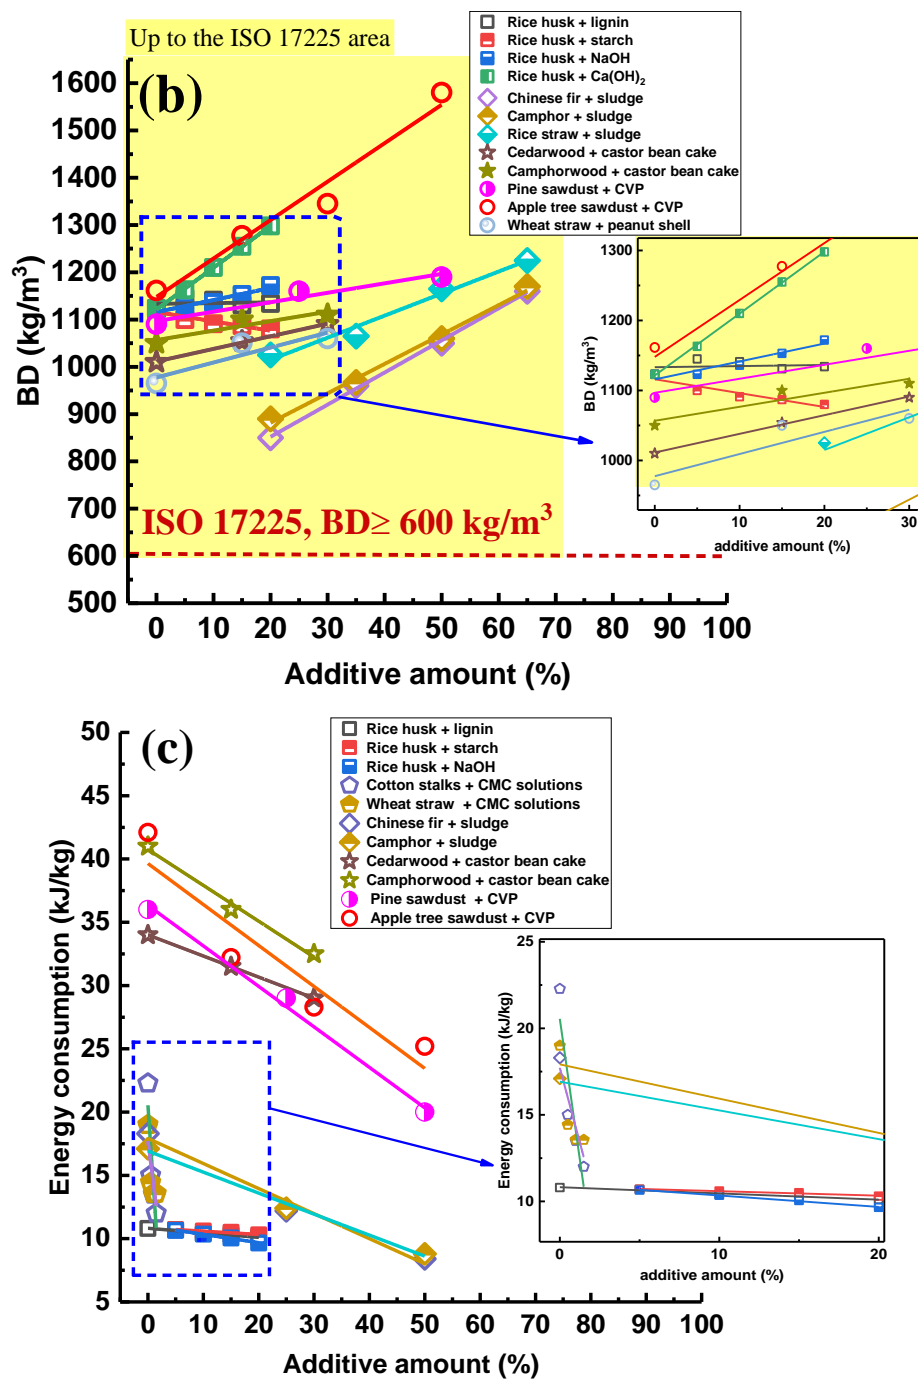 Up to the ISO 17225 area
(b)
Rice husk + lignin
Rice husk + starch
Rice husk + NaOH
Rice husk + Ca(OH)₂
Chinese fir + sludge
Camphor + sludge
Rice straw + sludge
Cedarwood + castor bean cake
Camphorwood + castor bean cake
Pine sawdust + CVP
Apple tree sawdust + CVP
Wheat straw + peanut shell
1600
1500
1400
1300
1200
1100
1000
900
800
700
600
500
BD (kg/m³)
ISO 17225, BD≥ 600 kg/m³
0 10 20 30 40 50 60 70 80 90 100
Additive amount (%)
1300
1200
1100
1000
BD (kg/m³)
0 10 20 30
additive amount (%)
(c)
Rice husk + lignin
Rice husk + starch
Rice husk + NaOH
Cotton stalks + CMC solutions
Wheat straw + CMC solutions
Chinese fir + sludge
Camphor + sludge
Cedarwood + castor bean cake
Camphorwood + castor bean cake
Pine sawdust + CVP
Apple tree sawdust + CVP
50
45
40
35
30
25
20
15
10
5
Energy consumption (kJ/kg)
0 10 20 30 40 50 60 70 80 90 100
Additive amount (%)
25
20
15
10
Energy consumption (kJ/kg)
0 10 20
additive amount (%)